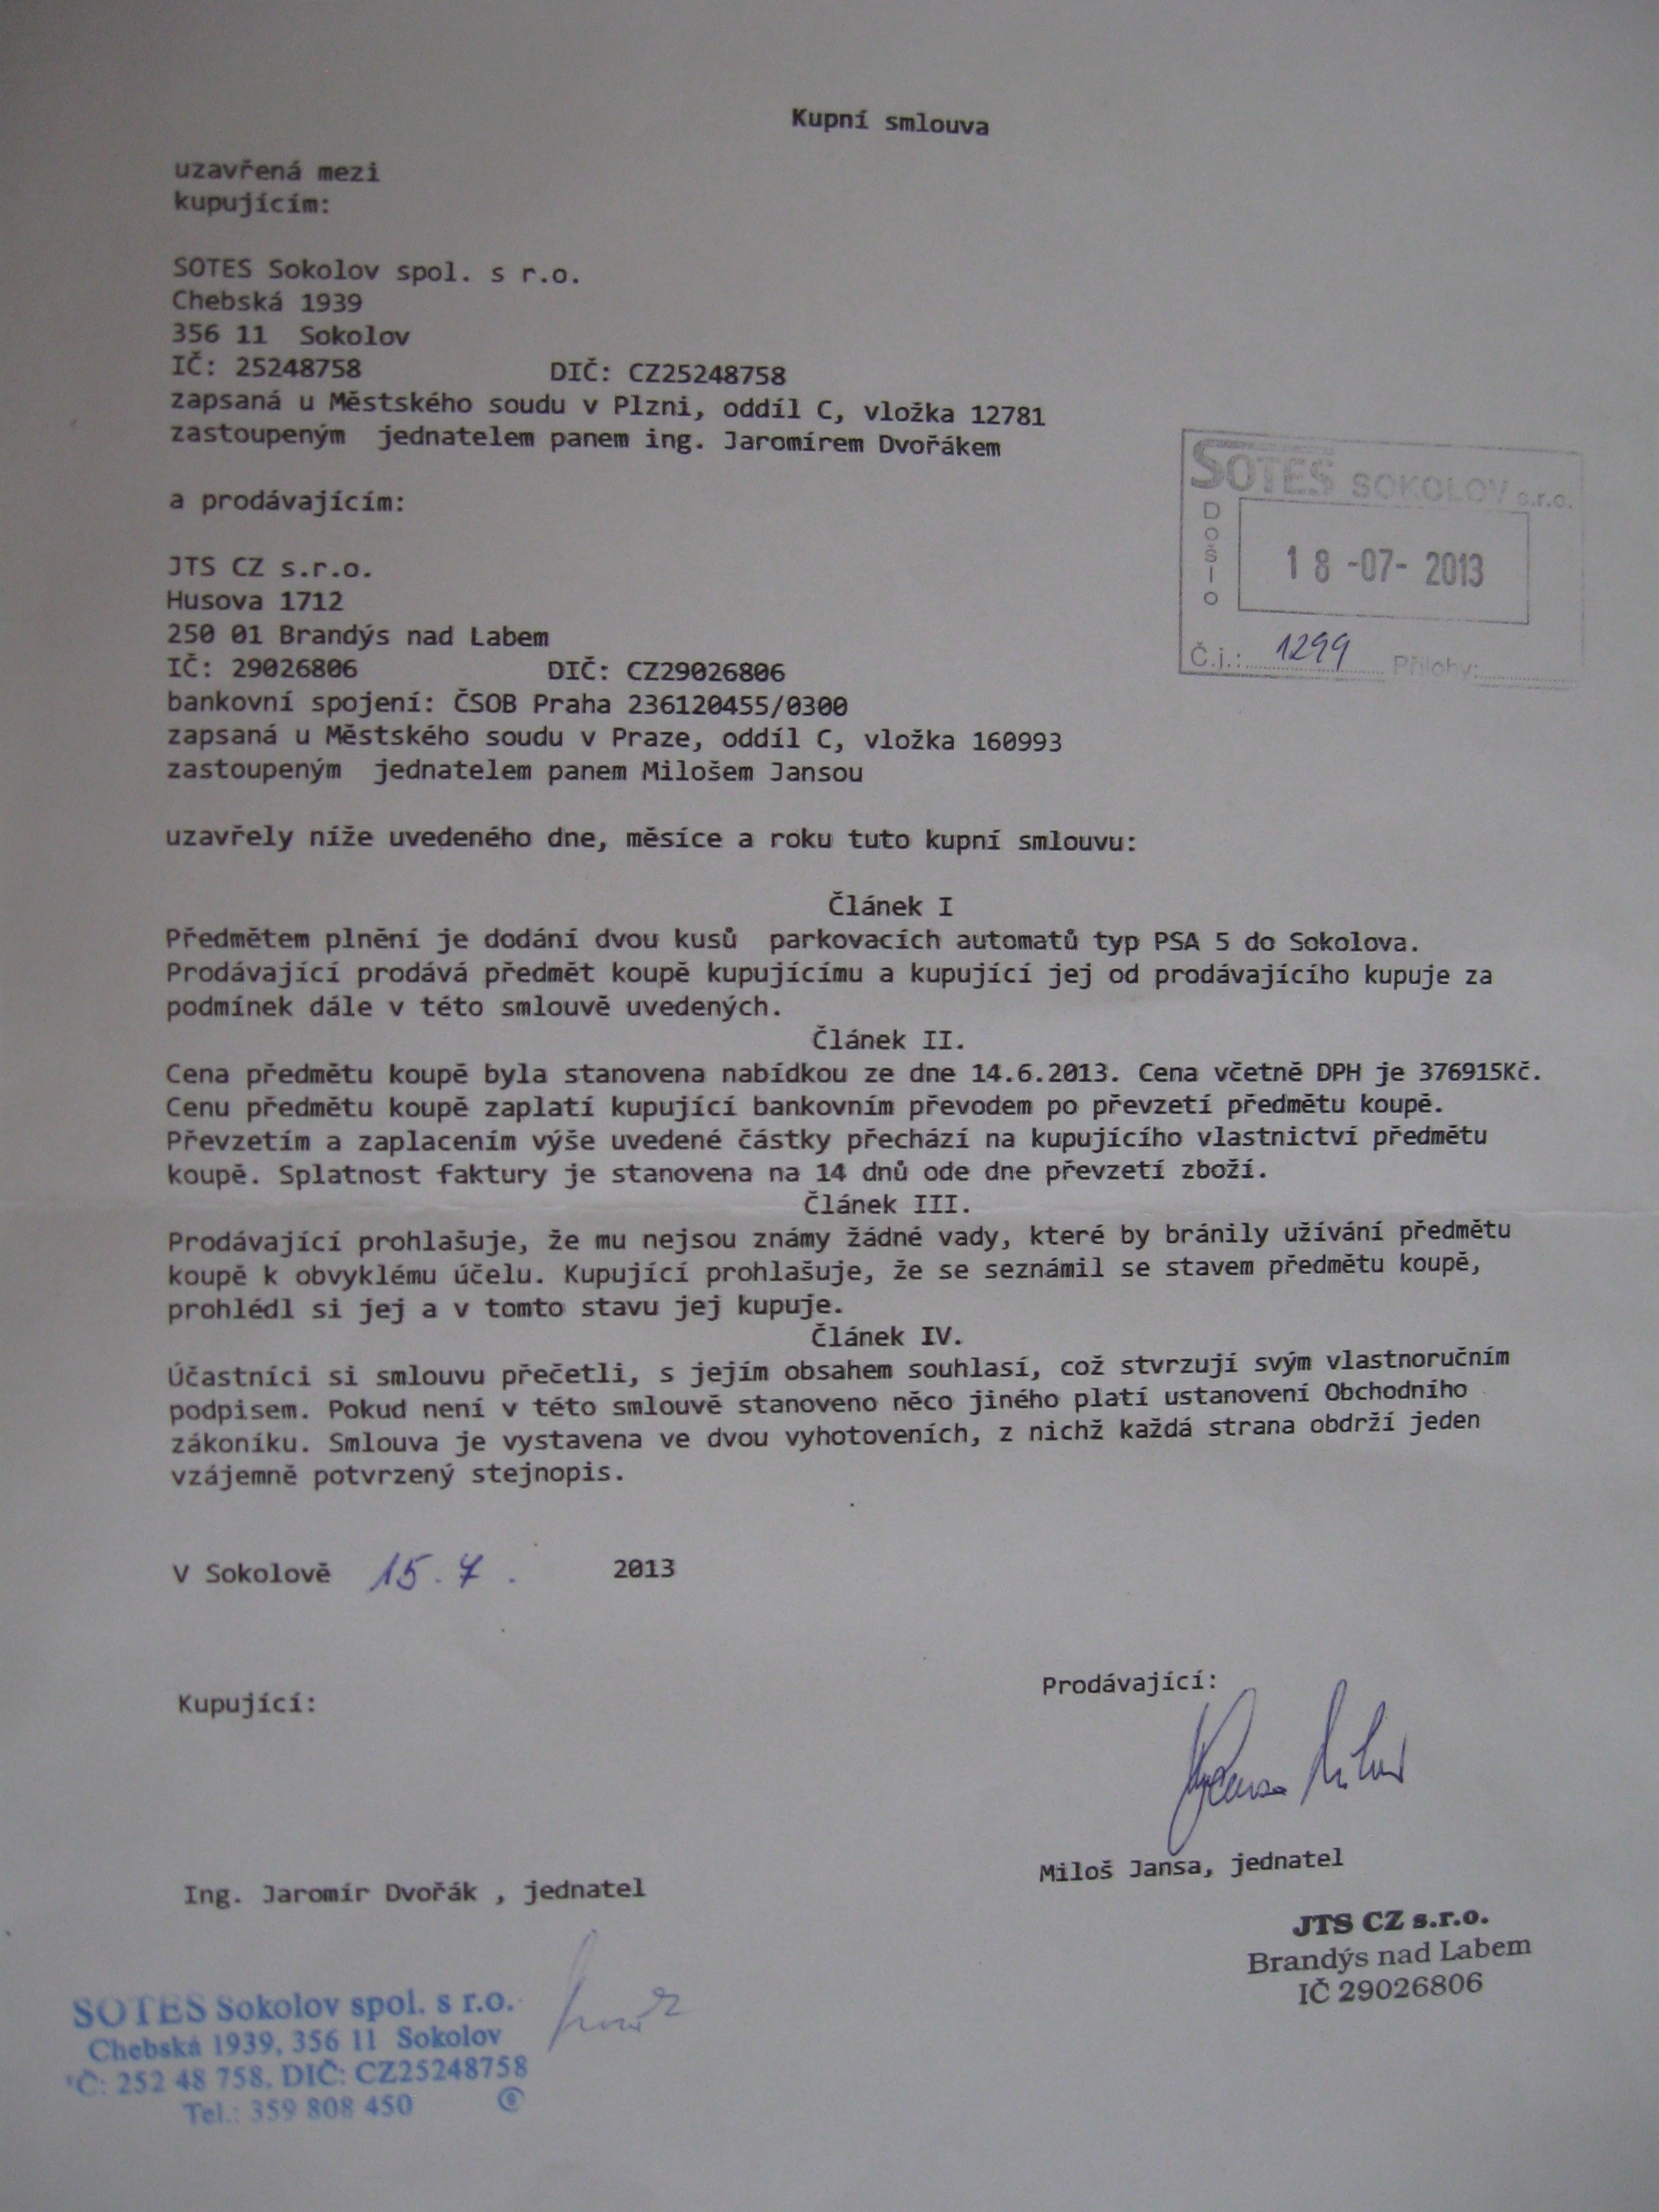 Kupní smlouva
uzavřená mezi
kupujícím:
SOTES Sokolov spol. s r.o.
Chebská 1939
356 11  Sokolov
IČ: 25248758 DIČ: CZ25248758
zapsaná u Městského soudu v Plzni, oddíl C, vložka 12781
zastoupeným  jednatelem panem ing. Jaromírem Dvořákem
SOTES SOKOLOV s.r.o.
Došlo
18 -07- 2013
Č.j.: 1299 Přílohy:
a prodávajícím:
JTS CZ s.r.o.
Husova 1712
250 01 Brandýs nad Labem
IČ: 29026806 DIČ: CZ29026806
bankovní spojení: ČSOB Praha 236120455/0300
zapsaná u Městského soudu v Praze, oddíl C, vložka 160993
zastoupeným  jednatelem panem Milošem Jansou
uzavřely níže uvedeného dne, měsíce a roku tuto kupní smlouvu:
Článek I
Předmětem plnění je dodání dvou kusů  parkovacích automatů typ PSA 5 do Sokolova.
Prodávající prodává předmět koupě kupujícímu a kupující jej od prodávajícího kupuje za
podmínek dále v této smlouvě uvedených.
Článek II.
Cena předmětu koupě byla stanovena nabídkou ze dne 14.6.2013. Cena včetně DPH je 376915Kč.
Cenu předmětu koupě zaplatí kupující bankovním převodem po převzetí předmětu koupě.
Převzetím a zaplacením výše uvedené částky přechází na kupujícího vlastnictví předmětu
koupě. Splatnost faktury je stanovena na 14 dnů ode dne převzetí zboží.
Článek III.
Prodávající prohlašuje, že mu nejsou známy žádné vady, které by bránily užívání předmětu
koupě k obvyklému účelu. Kupující prohlašuje, že se seznámil se stavem předmětu koupě,
prohlédl si jej a v tomto stavu jej kupuje.
Článek IV.
Účastníci si smlouvu přečetli, s jejím obsahem souhlasí, což stvrzují svým vlastnoručním
podpisem. Pokud není v této smlouvě stanoveno něco jiného platí ustanovení Obchodního
zákoníku. Smlouva je vystavena ve dvou vyhotoveních, z nichž každá strana obdrží jeden
vzájemně potvrzený stejnopis.
V Sokolově 15.7. 2013
Kupující:
Prodávající:
Ing. Jaromír Dvořák , jednatel
Miloš Jansa, jednatel
JTS CZ s.r.o.
Brandýs nad Labem
IČ 29026806
SOTES Sokolov spol. s r.o.
Chebská 1939, 356 11  Sokolov
IČ: 252 48 758, DIČ: CZ25248758
Tel.: 359 808 450